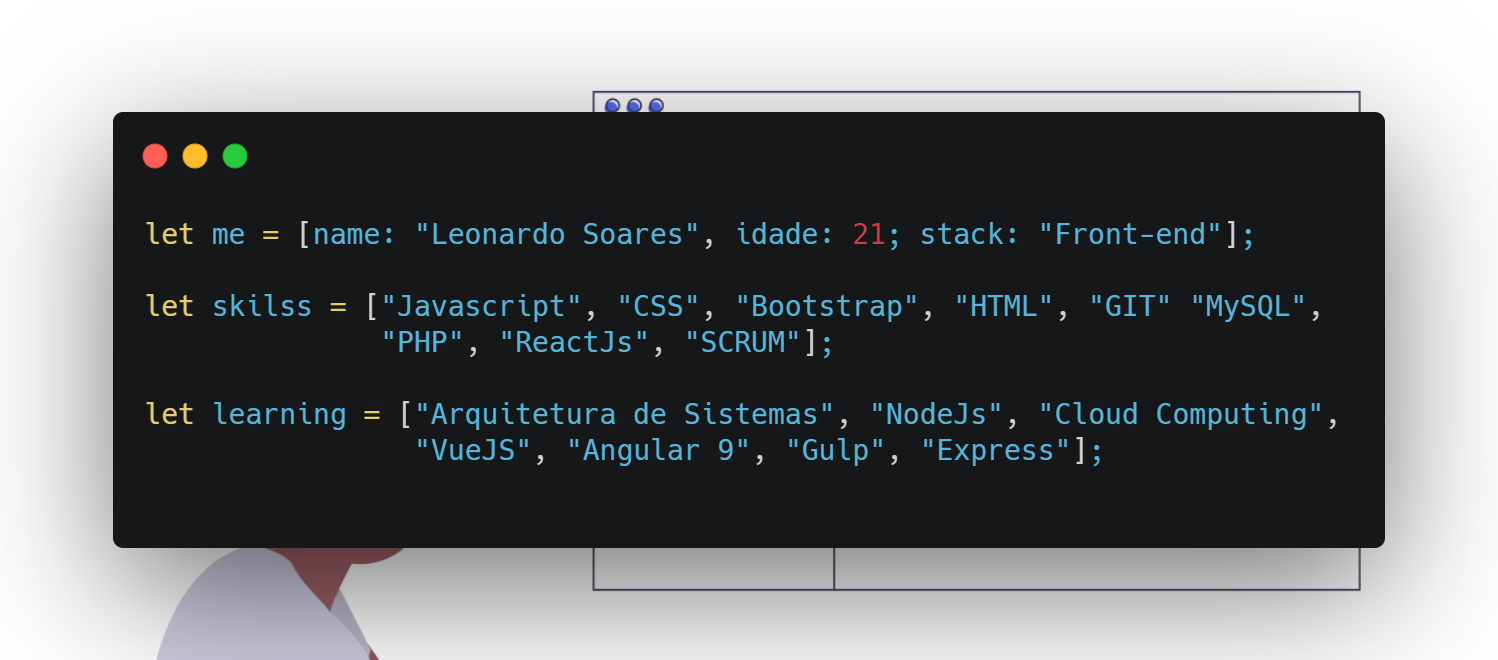 let me = [name: "Leonardo Soares", idade: 21; stack: "Front-end"];
let skilss = ["Javascript", "CSS", "Bootstrap", "HTML", "GIT" "MySQL",
"PHP", "ReactJs", "SCRUM"];
let learning = ["Arquitetura de Sistemas", "NodeJs", "Cloud Computing",
"VueJS", "Angular 9", "Gulp", "Express"];